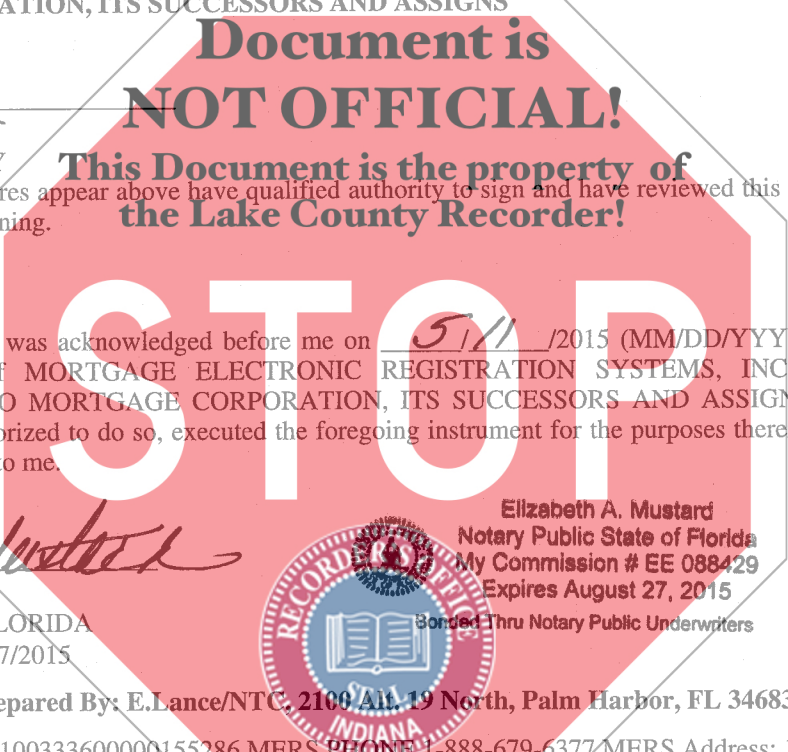 ATION, ITS SUCCESSORS AND ASSIGNS
Document is
NOT OFFICIAL!
This Document is the property of
res appear above have qualified authority to sign and have reviewed this
ning.
the Lake County Recorder!
STOP
was acknowledged before me on 5/11/2015 (MM/DD/YYY
f MORTGAGE ELECTRONIC REGISTRATION SYSTEMS, INC
O MORTGAGE CORPORATION, ITS SUCCESSORS AND ASSIGN
orized to do so, executed the foregoing instrument for the purposes there
to me.
Elizabeth A. Mustard
Notary Public State of Florida
My Commission # EE 088429
Expires August 27, 2015
Bonded Thru Notary Public Underwriters
RECORDER'S OFFICE
SEAL
INDIANA
LORIDA
7/2015
epared By: E.Lance/NTC, 2100 Alt. 19 North, Palm Harbor, FL 34683
100333600000155286 MERS PHONE 1-888-679-6377 MERS Address: